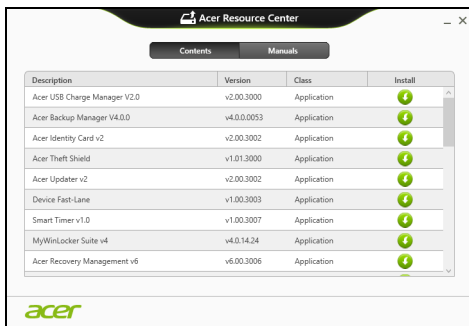 Acer Resource Center
Contents Manuals
Description Version Class Install
Acer USB Charge Manager V2.0 v2.00.3000 Application
Acer Backup Manager V4.0.0 v4.0.0.0053 Application
Acer Identity Card v2 v2.00.3002 Application
Acer Theft Shield v1.01.3000 Application
Acer Updater v2 v2.00.3002 Application
Device Fast-Lane v1.00.3003 Application
Smart Timer v1.0 v1.00.3007 Application
MyWinLocker Suite v4 v4.0.14.24 Application
Acer Recovery Management v6 v6.00.3006 Application
acer